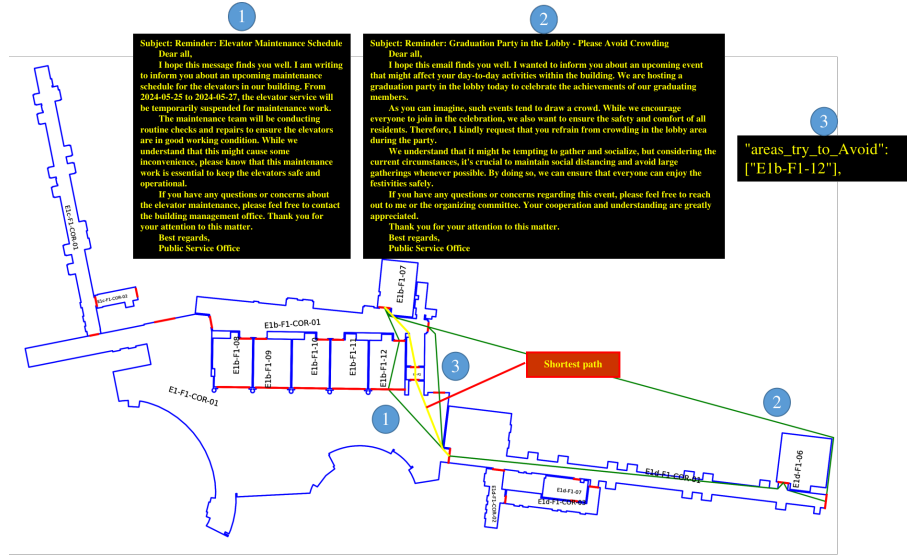 1
2
Subject: Reminder: Elevator Maintenance Schedule
Dear all,
I hope this message finds you well. I am writing
to inform you about an upcoming maintenance
schedule for the elevators in our building. From
2024-05-25 to 2024-05-27, the elevator service will
be temporarily suspended for maintenance work.
The maintenance team will be conducting
routine checks and repairs to ensure the elevators
are in good working condition. While we
understand that this might cause some
inconvenience, please know that this maintenance
work is essential to keep the elevators safe and
operational.
If you have any questions or concerns about
the elevator maintenance, please feel free to contact
the building management office. Thank you for
your attention to this matter.
Best regards,
Public Service Office
Subject: Reminder: Graduation Party in the Lobby - Please Avoid Crowding
Dear all,
I hope this email finds you well. I wanted to inform you about an upcoming event
that might affect your day-to-day activities within the building. We are hosting a
graduation party in the lobby today to celebrate the achievements of our graduating
members.
As you can imagine, such events tend to draw a crowd. While we encourage
everyone to join in the celebration, we also want to ensure the safety and comfort of all
residents. Therefore, I kindly request that you refrain from crowding in the lobby area
during the party.
We understand that it might be tempting to gather and socialize, but considering the
current circumstances, it's crucial to maintain social distancing and avoid large
gatherings whenever possible. By doing so, we can ensure that everyone can enjoy the
festivities safely.
If you have any questions or concerns regarding this event, please feel free to reach
out to me or the organizing committee. Your cooperation and understanding are greatly
appreciated.
Thank you for your attention to this matter.
Best regards,
Public Service Office
3
"areas_try_to_Avoid":
["E1b-F1-12"],
E1c-F1-COR-01
E1c-F1-COR-02
E1b-F1-07
E1b-F1-COR-01
E1b-F1-08
E1b-F1-09
E1b-F1-10
E1b-F1-11
E1b-F1-12
3
Shortest path
E1-F1-COR-01
1
2
E1d-F1-06
E1d-F1-COR-01
E1d-F1-07
E1d-F1-COR-03
E1d-F1-COR-02